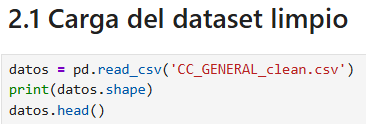 2.1 Carga del dataset limpio
datos = pd.read_csv('CC_GENERAL_clean.csv')
print(datos.shape)
datos.head()